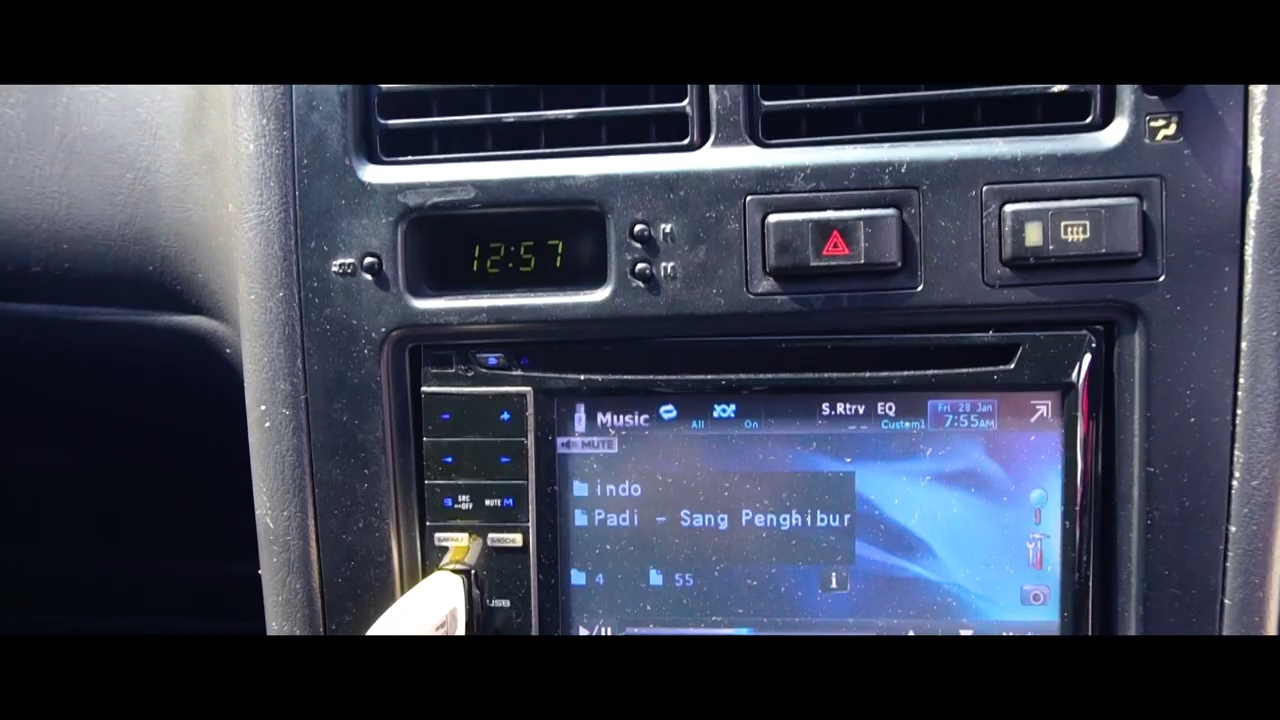 12:57
H
M
Music
All
On
S.Rtrv
EQ
Custom1
Fri 28 Jan
7:55AM
MUTE
indo
Padi - Sang Penghibur
4
55
i
- +
S SRC OFF MUTE M
MENU MODE
USB